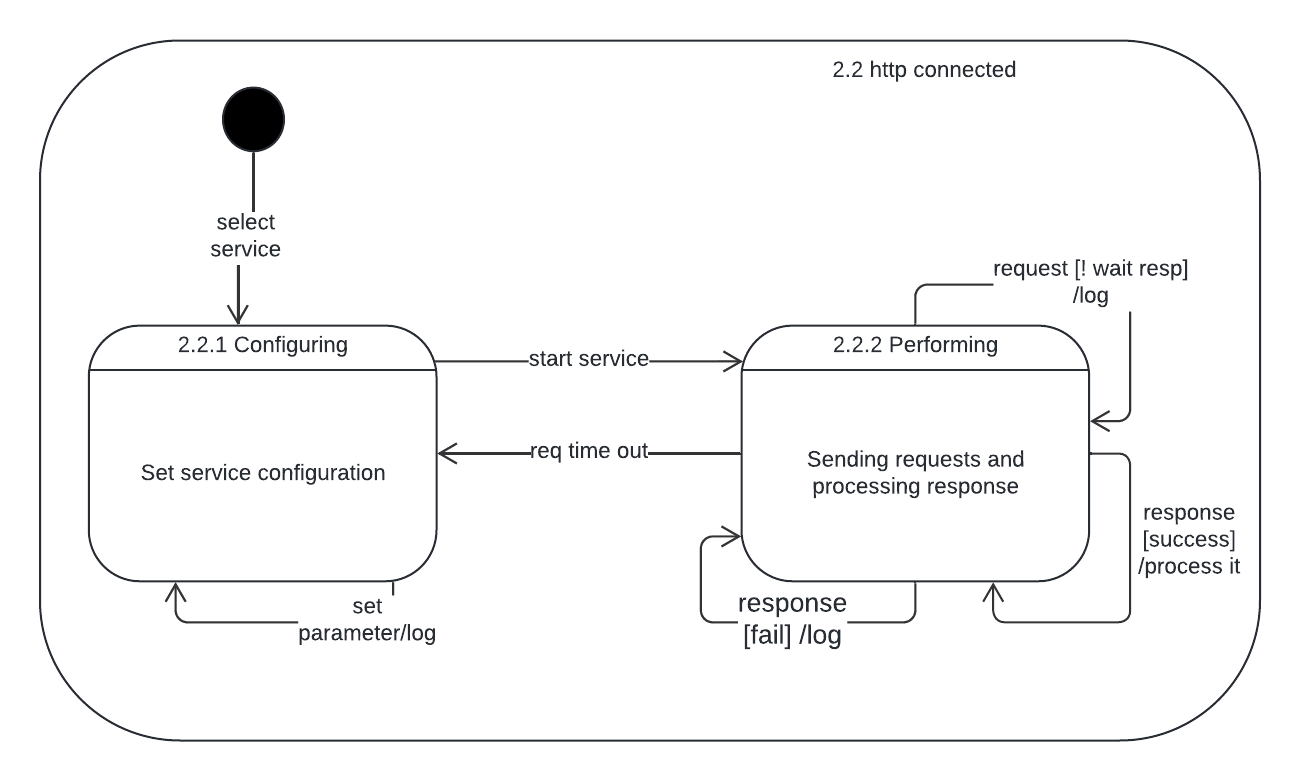 2.2 http connected
select
service
request [! wait resp]
/log
2.2.1 Configuring
start service
2.2.2 Performing
req time out
Set service configuration
Sending requests and
processing response
response
[success]
/process it
set
parameter/log
response
[fail] /log